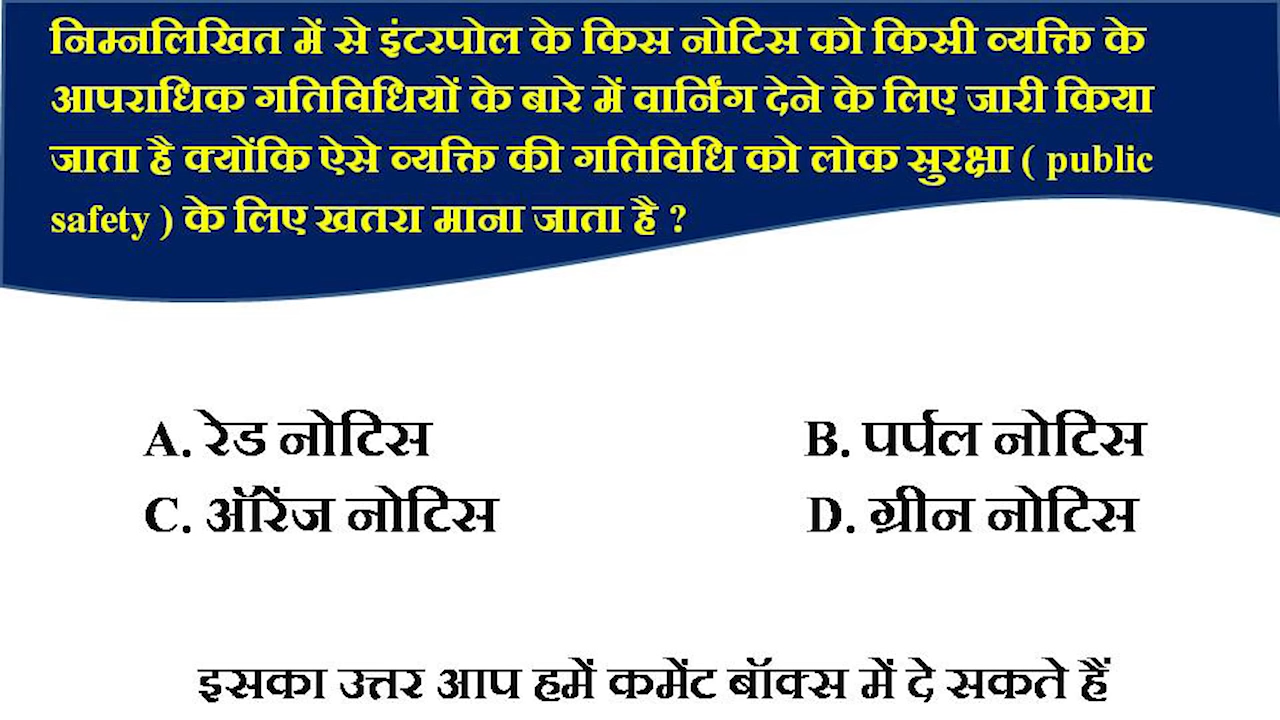 निम्नलिखित में से इंटरपोल के किस नोटिस को किसी व्यक्ति के
आपराधिक गतिविधियों के बारे में वार्निंग देने के लिए जारी किया
जाता है क्योंकि ऐसे व्यक्ति की गतिविधि को लोक सुरक्षा ( public
safety ) के लिए खतरा माना जाता है ?
A. रेड नोटिस
B. पर्पल नोटिस
C. ऑरेंज नोटिस
D. ग्रीन नोटिस
इसका उत्तर आप हमें कमेंट बॉक्स में दे सकते हैं